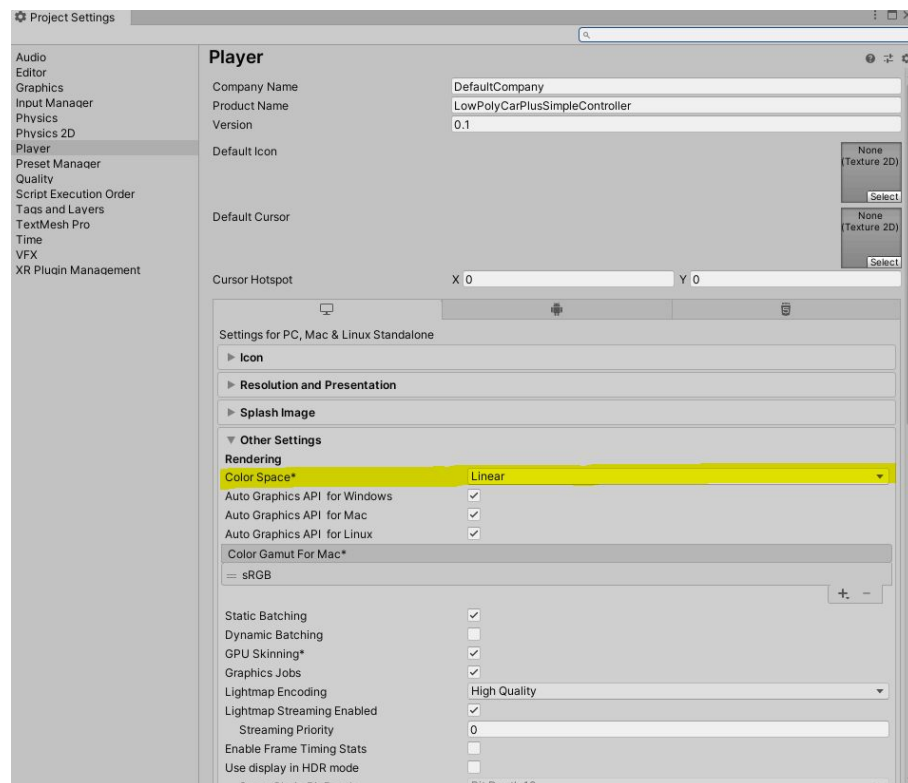 Project Settings
Audio
Editor
Graphics
Input Manager
Physics
Physics 2D
Player
Preset Manager
Quality
Script Execution Order
Tags and Layers
TextMesh Pro
Time
VFX
XR Plugin Management
Player
Company Name DefaultCompany
Product Name LowPolyCarPlusSimpleController
Version 0.1
Default Icon
None
(Texture 2D)
Select
Default Cursor
None
(Texture 2D)
Select
Cursor Hotspot X 0 Y 0
Settings for PC, Mac & Linux Standalone
Icon
Resolution and Presentation
Splash Image
Other Settings
Rendering
Color Space* Linear
Auto Graphics API for Windows
Auto Graphics API for Mac
Auto Graphics API for Linux
Color Gamut For Mac*
= sRGB
Static Batching
Dynamic Batching
GPU Skinning*
Graphics Jobs
Lightmap Encoding High Quality
Lightmap Streaming Enabled
Streaming Priority 0
Enable Frame Timing Stats
Use display in HDR mode